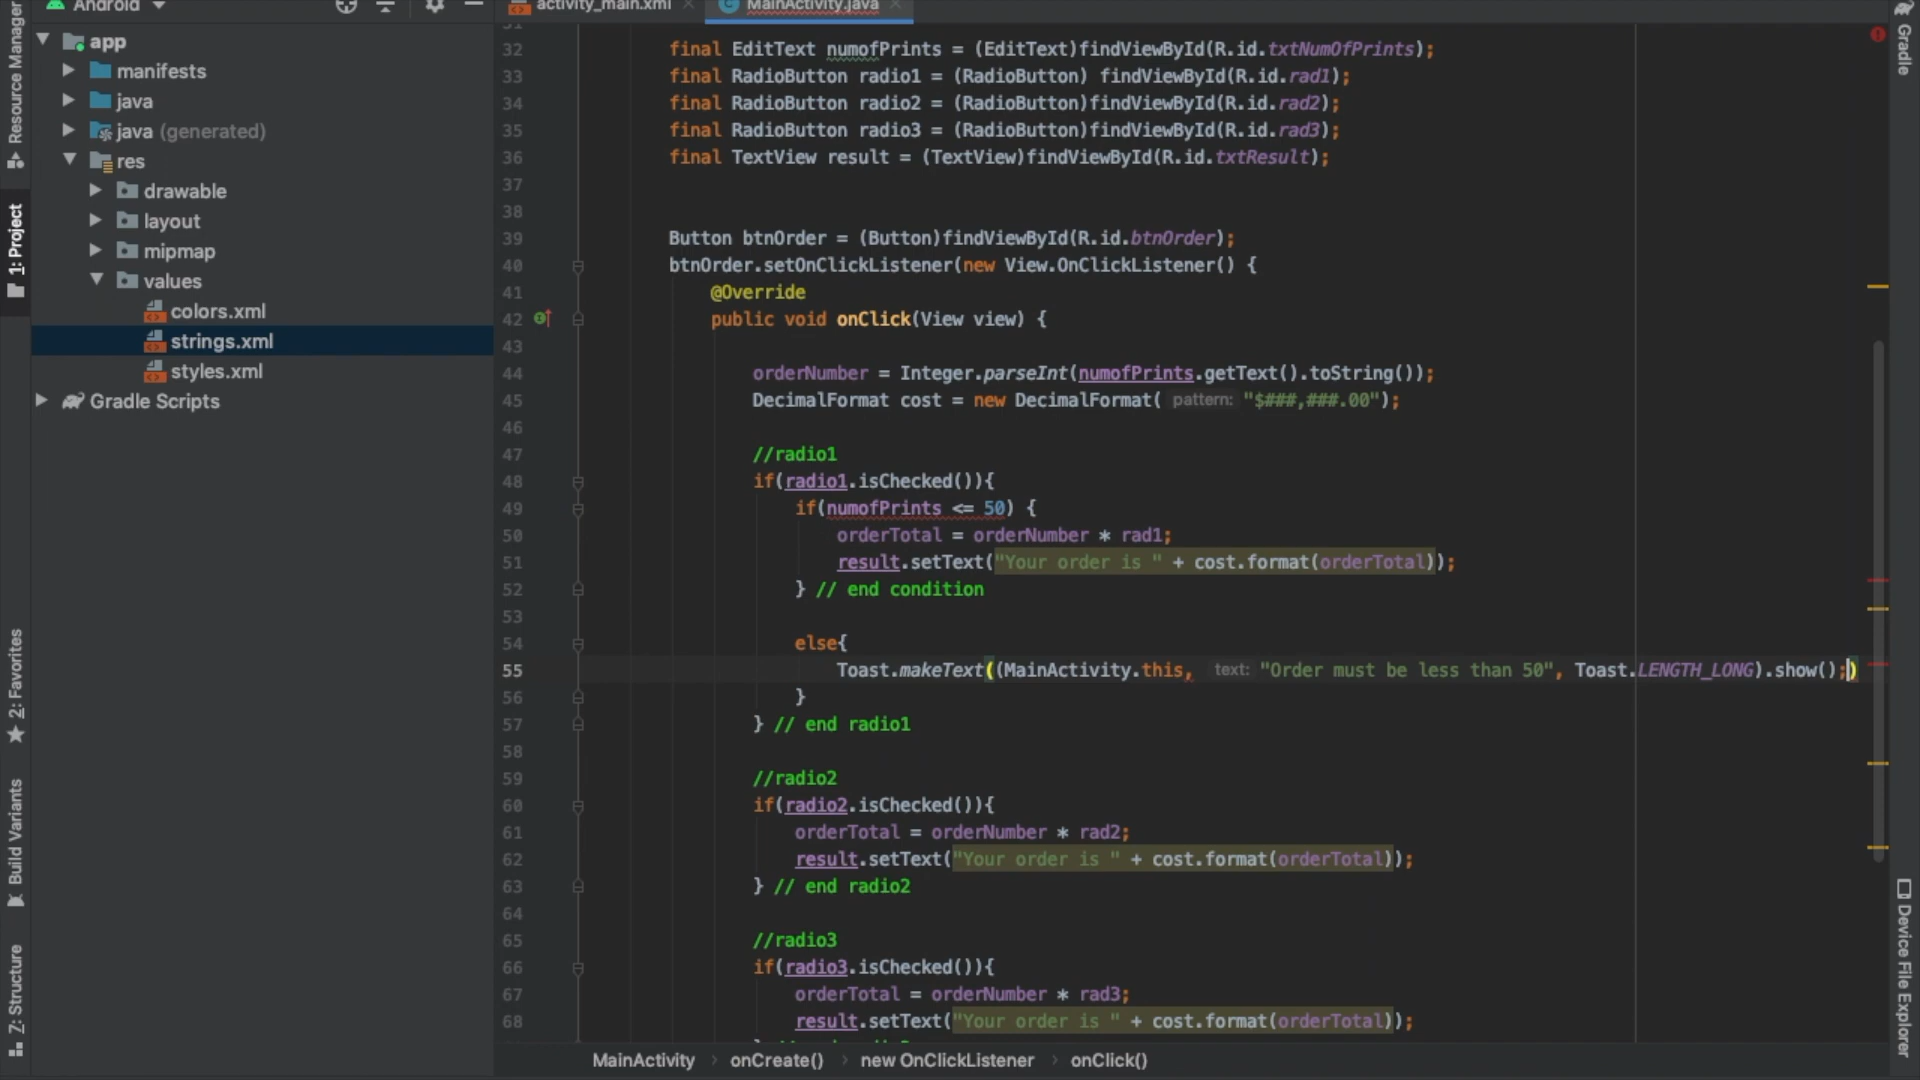 Android
activity_main.xml
MainActivity.java
Resource Manager
1: Project
2: Favorites
Build Variants
7: Structure
app
manifests
java
java (generated)
res
drawable
layout
mipmap
values
colors.xml
strings.xml
styles.xml
Gradle Scripts
31
32 final EditText numofPrints = (EditText)findViewById(R.id.txtNumOfPrints);
33 final RadioButton radio1 = (RadioButton) findViewById(R.id.rad1);
34 final RadioButton radio2 = (RadioButton)findViewById(R.id.rad2);
35 final RadioButton radio3 = (RadioButton)findViewById(R.id.rad3);
36 final TextView result = (TextView)findViewById(R.id.txtResult);
37
38
39 Button btnOrder = (Button)findViewById(R.id.btnOrder);
40 btnOrder.setOnClickListener(new View.OnClickListener() {
41 @Override
42 public void onClick(View view) {
43
44 orderNumber = Integer.parseInt(numofPrints.getText().toString());
45 DecimalFormat cost = new DecimalFormat( pattern: "$###,###.00");
46
47 //radio1
48 if(radio1.isChecked()){
49 if(numofPrints <= 50) {
50 orderTotal = orderNumber * rad1;
51 result.setText("Your order is " + cost.format(orderTotal));
52 } // end condition
53
54 else{
55 Toast.makeText((MainActivity.this, text: "Order must be less than 50", Toast.LENGTH_LONG).show();)
56 }
57 } // end radio1
58
59 //radio2
60 if(radio2.isChecked()){
61 orderTotal = orderNumber * rad2;
62 result.setText("Your order is " + cost.format(orderTotal));
63 } // end radio2
64
65 //radio3
66 if(radio3.isChecked()){
67 orderTotal = orderNumber * rad3;
68 result.setText("Your order is " + cost.format(orderTotal));
MainActivity > onCreate() > new OnClickListener > onClick()
Gradle
Device File Explorer